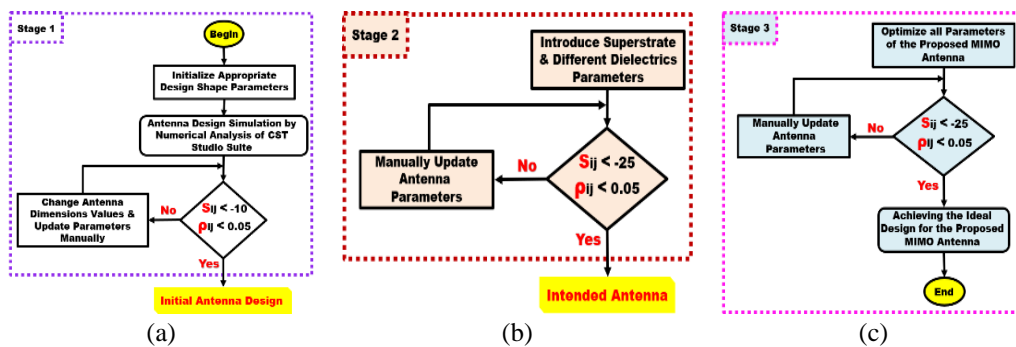 Stage 1
Begin
Initialize Appropriate
Design Shape Parameters
Antenna Design Simulation by
Numerical Analysis of CST
Studio Suite
Change Antenna
Dimensions Values &
Update Parameters
Manually
No
Sij < -10
ρij < 0.05
Yes
Initial Antenna Design
(a)
Stage 2
Introduce Superstrate
& Different Dielectrics
Parameters
Manually Update
Antenna
Parameters
No
Sij < -25
ρij < 0.05
Yes
Intended Antenna
(b)
Stage 3
Optimize all Parameters
of the Proposed MIMO
Antenna
Manually Update
Antenna
Parameters
No
Sij < -25
ρij < 0.05
Yes
Achieving the Ideal
Design for the Proposed
MIMO Antenna
End
(c)